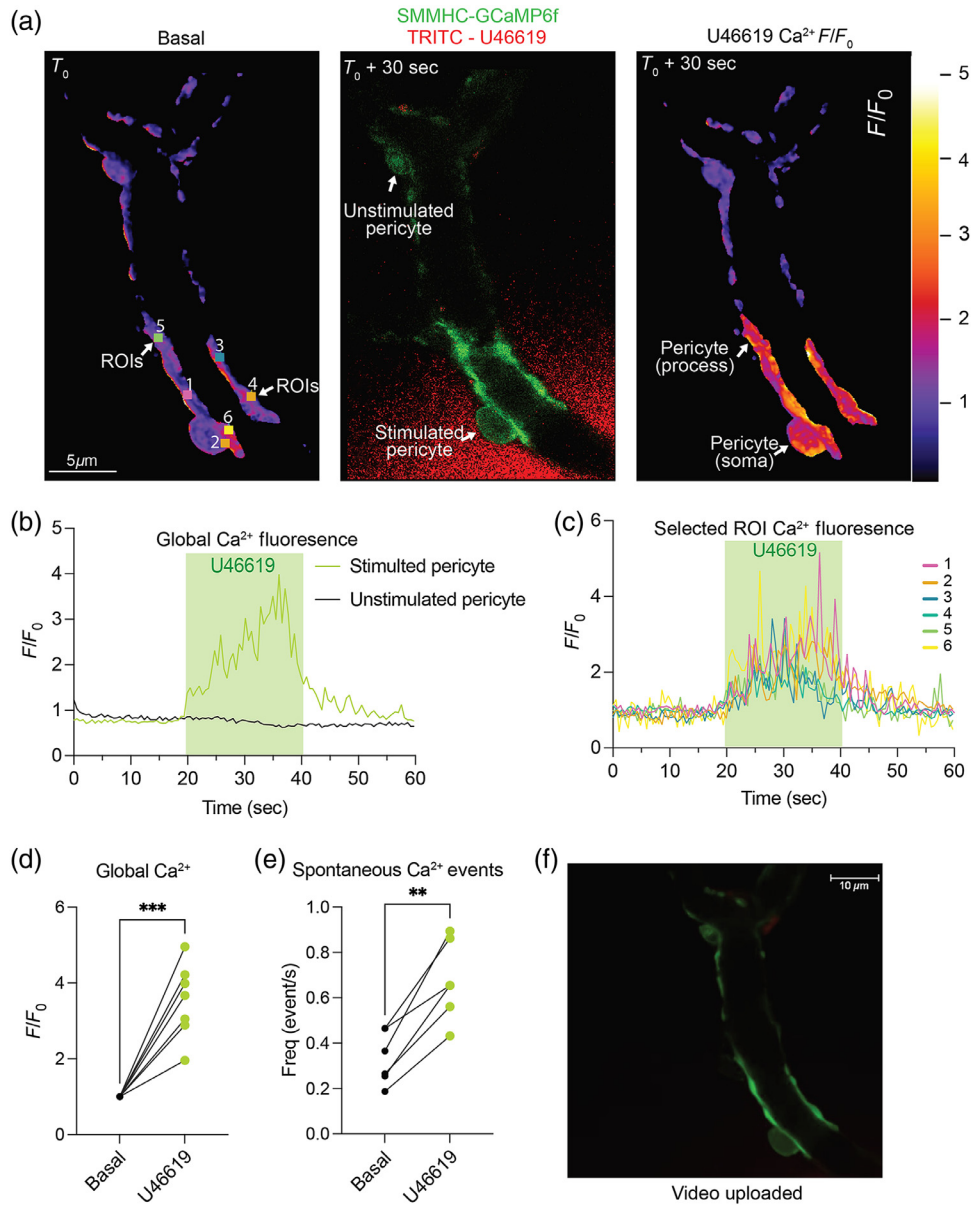 (a)
Basal
SMMHC-GCaMP6f
TRITC - U46619
U46619 Ca²⁺ F/F₀
T₀
T₀ + 30 sec
T₀ + 30 sec
F/F₀
5
4
3
2
1
Unstimulated
pericyte
5
ROIs
3
1
4
ROIs
6
2
5µm
Stimulated
pericyte
Pericyte
(process)
Pericyte
(soma)
(b)
Global Ca²⁺ fluoresence
U46619
Stimulted pericyte
Unstimulated pericyte
F/F₀
5
4
3
2
1
0
0 10 20 30 40 50 60
Time (sec)
(c)
Selected ROI Ca²⁺ fluoresence
U46619
1
2
3
4
5
6
F/F₀
6
4
2
0
0 10 20 30 40 50 60
Time (sec)
(d)
Global Ca²⁺
***
F/F₀
6
4
2
0
Basal
U46619
(e)
Spontaneous Ca²⁺ events
**
Freq (event/s)
1.0
0.8
0.6
0.4
0.2
0.0
Basal
U46619
(f)
10 µm
Video uploaded